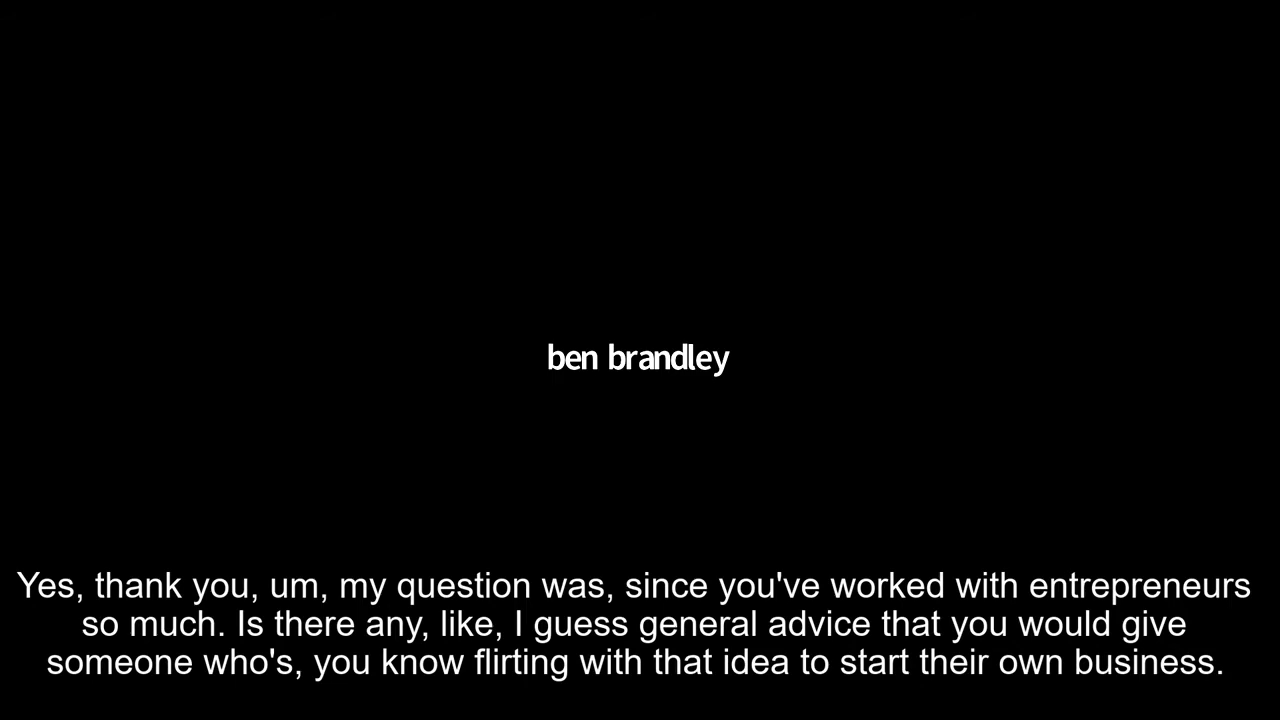 ben brandley
Yes, thank you, um, my question was, since you've worked with entrepreneurs
so much. Is there any, like, I guess general advice that you would give
someone who's, you know flirting with that idea to start their own business.